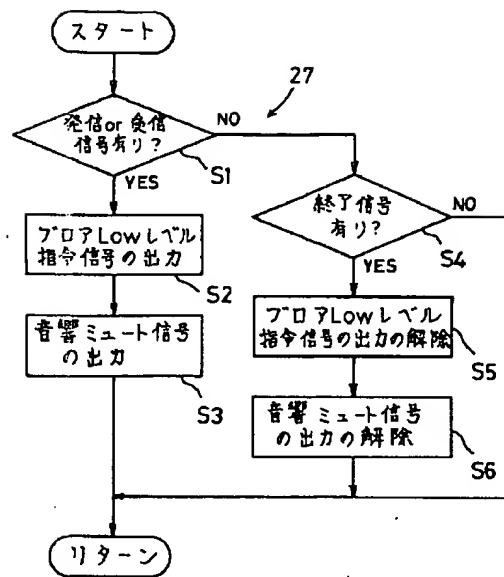 スタート
27
発信or 受信
信号有り?
NO
S1
YES
終了信号
有り?
NO
S4
YES
ブロアLowレベル
指令信号の出力
S2
ブロアLowレベル
指令信号の出力の解除
S5
音響ミュート信号
の出力
S3
音響ミュート信号
の出力の解除
S6
リターン